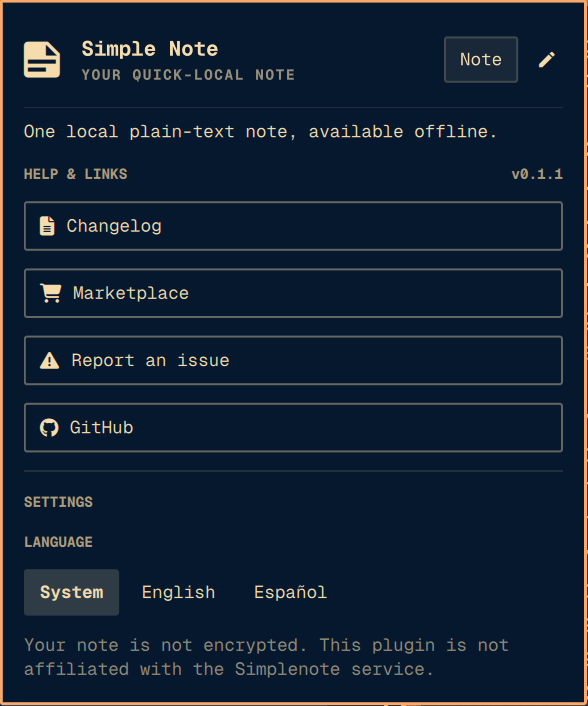 Simple Note
YOUR QUICK-LOCAL NOTE
Note
One local plain-text note, available offline.
HELP & LINKS
v0.1.1
Changelog
Marketplace
Report an issue
GitHub
SETTINGS
LANGUAGE
System
English
Español
Your note is not encrypted. This plugin is not
affiliated with the Simplenote service.